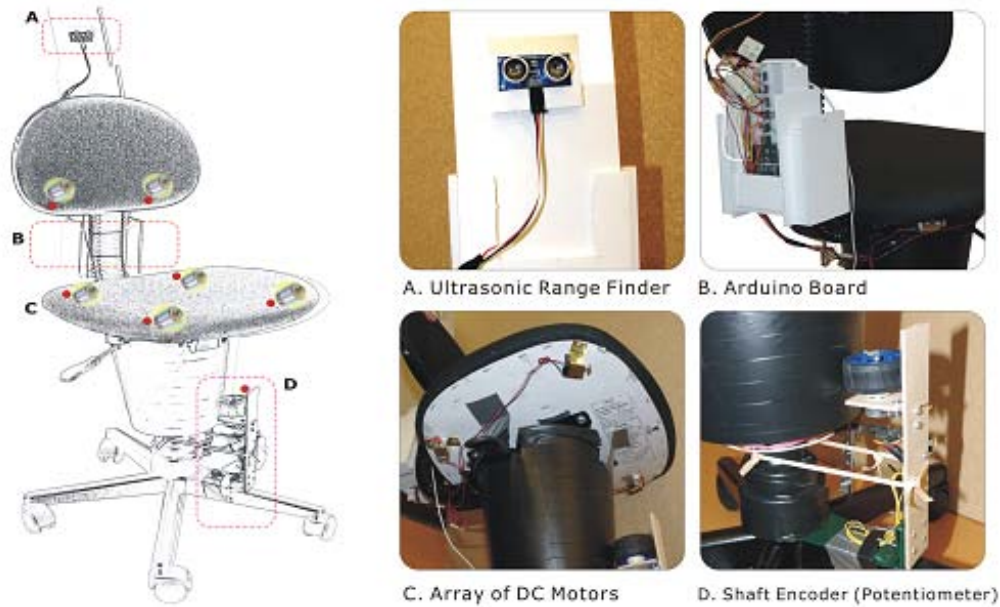 A
B
C
D
A. Ultrasonic Range Finder
B. Arduino Board
C. Array of DC Motors
D. Shaft Encoder (Potentiometer)